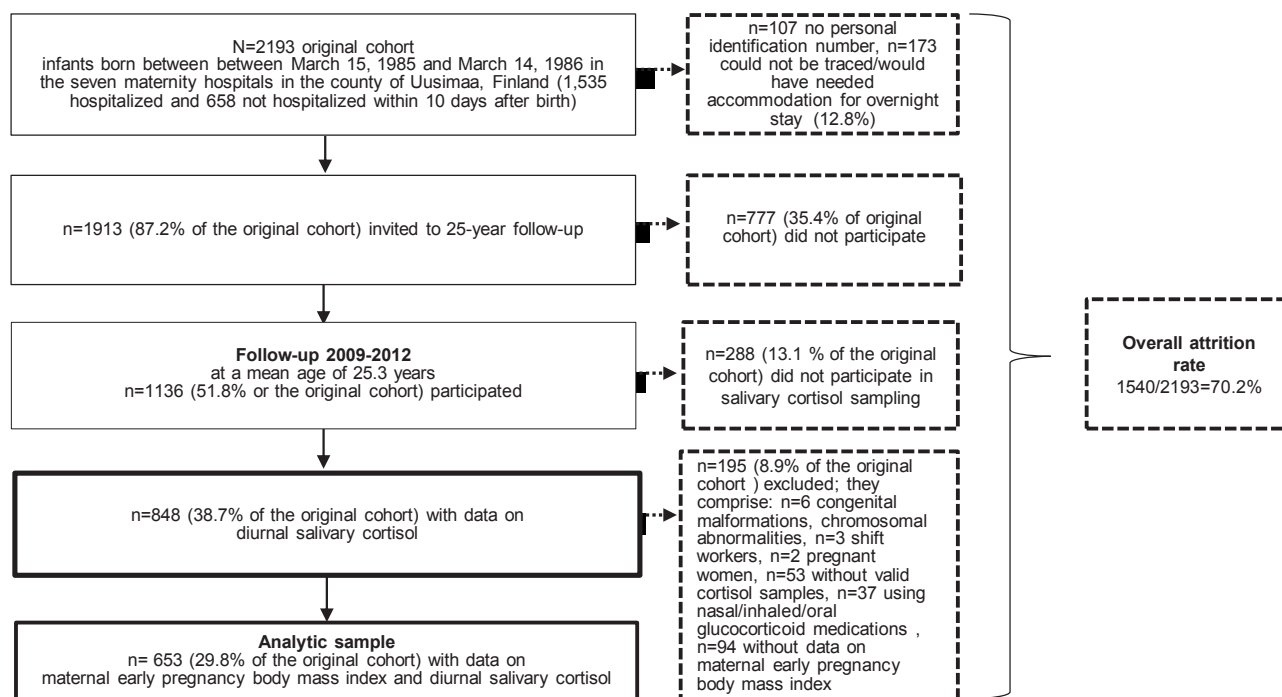 N=2193 original cohort
infants born between between March 15, 1985 and March 14, 1986 in
the seven maternity hospitals in the county of Uusimaa, Finland (1,535
hospitalized and 658 not hospitalized within 10 days after birth)
n=107 no personal
identification number, n=173
could not be traced/would
have needed
accommodation for overnight
stay (12.8%)
n=1913 (87.2% of the original cohort) invited to 25-year follow-up
n=777 (35.4% of original
cohort) did not participate
Follow-up 2009-2012
at a mean age of 25.3 years
n=1136 (51.8% or the original cohort) participated
n=288 (13.1 % of the original
cohort) did not participate in
salivary cortisol sampling
n=848 (38.7% of the original cohort) with data on
diurnal salivary cortisol
n=195 (8.9% of the original
cohort ) excluded; they
comprise: n=6 congenital
malformations, chromosomal
abnormalities, n=3 shift
workers, n=2 pregnant
women, n=53 without valid
cortisol samples, n=37 using
nasal/inhaled/oral
glucocorticoid medications ,
n=94 without data on
maternal early pregnancy
body mass index
Analytic sample
n= 653 (29.8% of the original cohort) with data on
maternal early pregnancy body mass index and diurnal salivary cortisol
Overall attrition
rate
1540/2193=70.2%